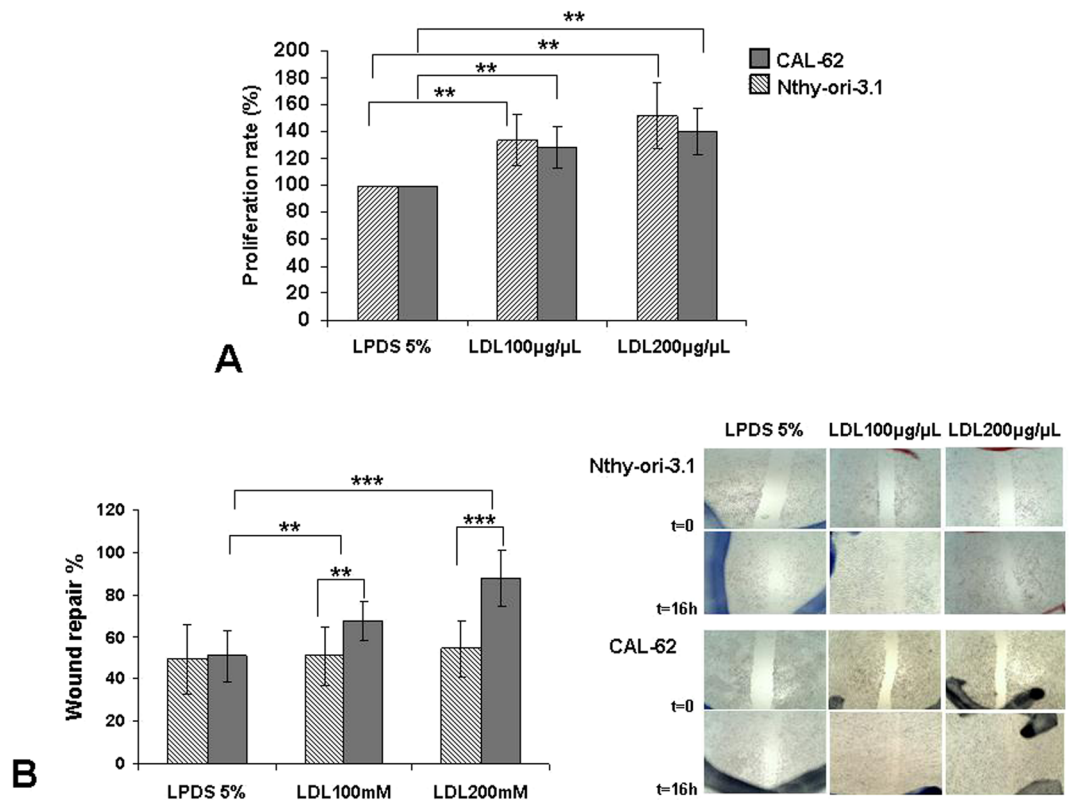 **
**
**
**
200
180
160
140
120
100
80
60
40
20
0
Proliferation rate (%)
CAL-62
Nthy-ori-3.1
LPDS 5% LDL100µg/µL LDL200µg/µL
A
***
**
***
**
120
100
80
60
40
20
0
Wound repair %
LPDS 5% LDL100mM LDL200mM
B
LPDS 5% LDL100µg/µL LDL200µg/µL
Nthy-ori-3.1
t=0
t=16h
CAL-62
t=0
t=16h